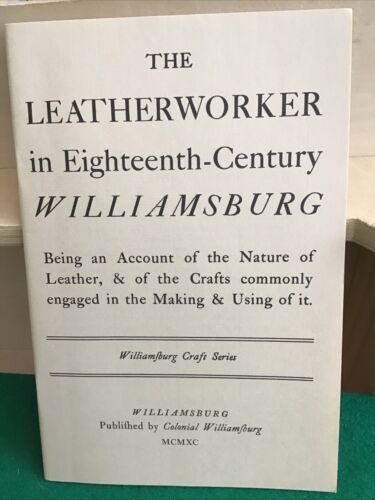 THE
LEATHERWORKER
in Eighteenth-Century
WILLIAMSBURG
Being an Account of the Nature of
Leather, & of the Crafts commonly
engaged in the Making & Using of it.
Williamſburg Craft Series
WILLIAMSBURG
Publiſhed by Colonial Williamſburg
MCMXC